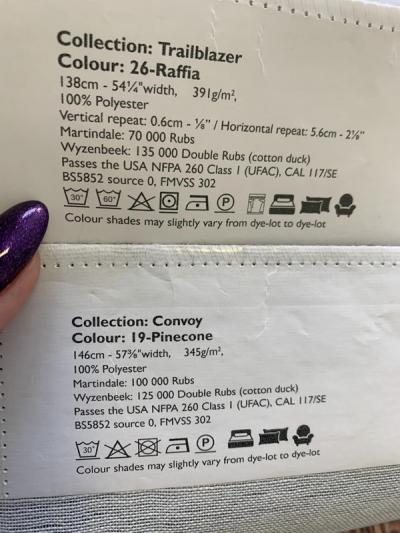 Collection: Trailblazer
Colour: 26-Raffia
138cm - 54¼"width, 391g/m²,
100% Polyester
Vertical repeat: 0.6cm - ⅛" / Horizontal repeat: 5.6cm - 2⅛"
Martindale: 70 000 Rubs
Wyzenbeek: 135 000 Double Rubs (cotton duck)
Passes the USA NFPA 260 Class 1 (UFAC), CAL 117/SE
BS5852 source 0, FMVSS 302
30° 60° P
Colour shades may slightly vary from dye-lot to dye-lot
Collection: Convoy
Colour: 19-Pinecone
146cm - 57⅜"width, 345g/m²,
100% Polyester
Martindale: 100 000 Rubs
Wyzenbeek: 125 000 Double Rubs (cotton duck)
Passes the USA NFPA 260 Class 1 (UFAC), CAL 117/SE
BS5852 source 0, FMVSS 302
30° P
Colour shades may slightly vary from dye-lot to dye-lot